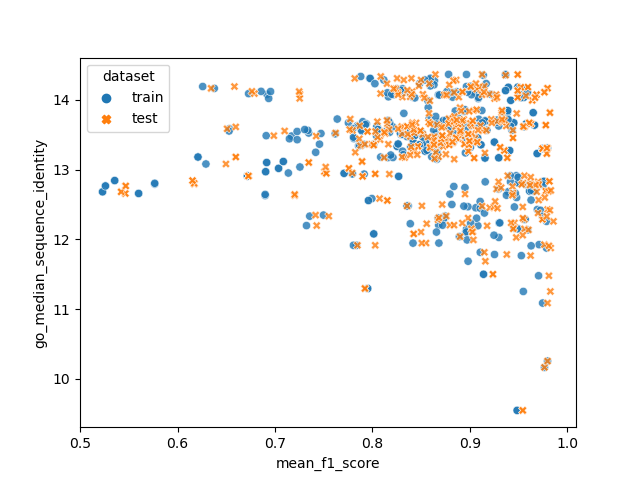 dataset
train
test
14
13
12
11
10
go_median_sequence_identity
0.5 0.6 0.7 0.8 0.9 1.0
mean_f1_score